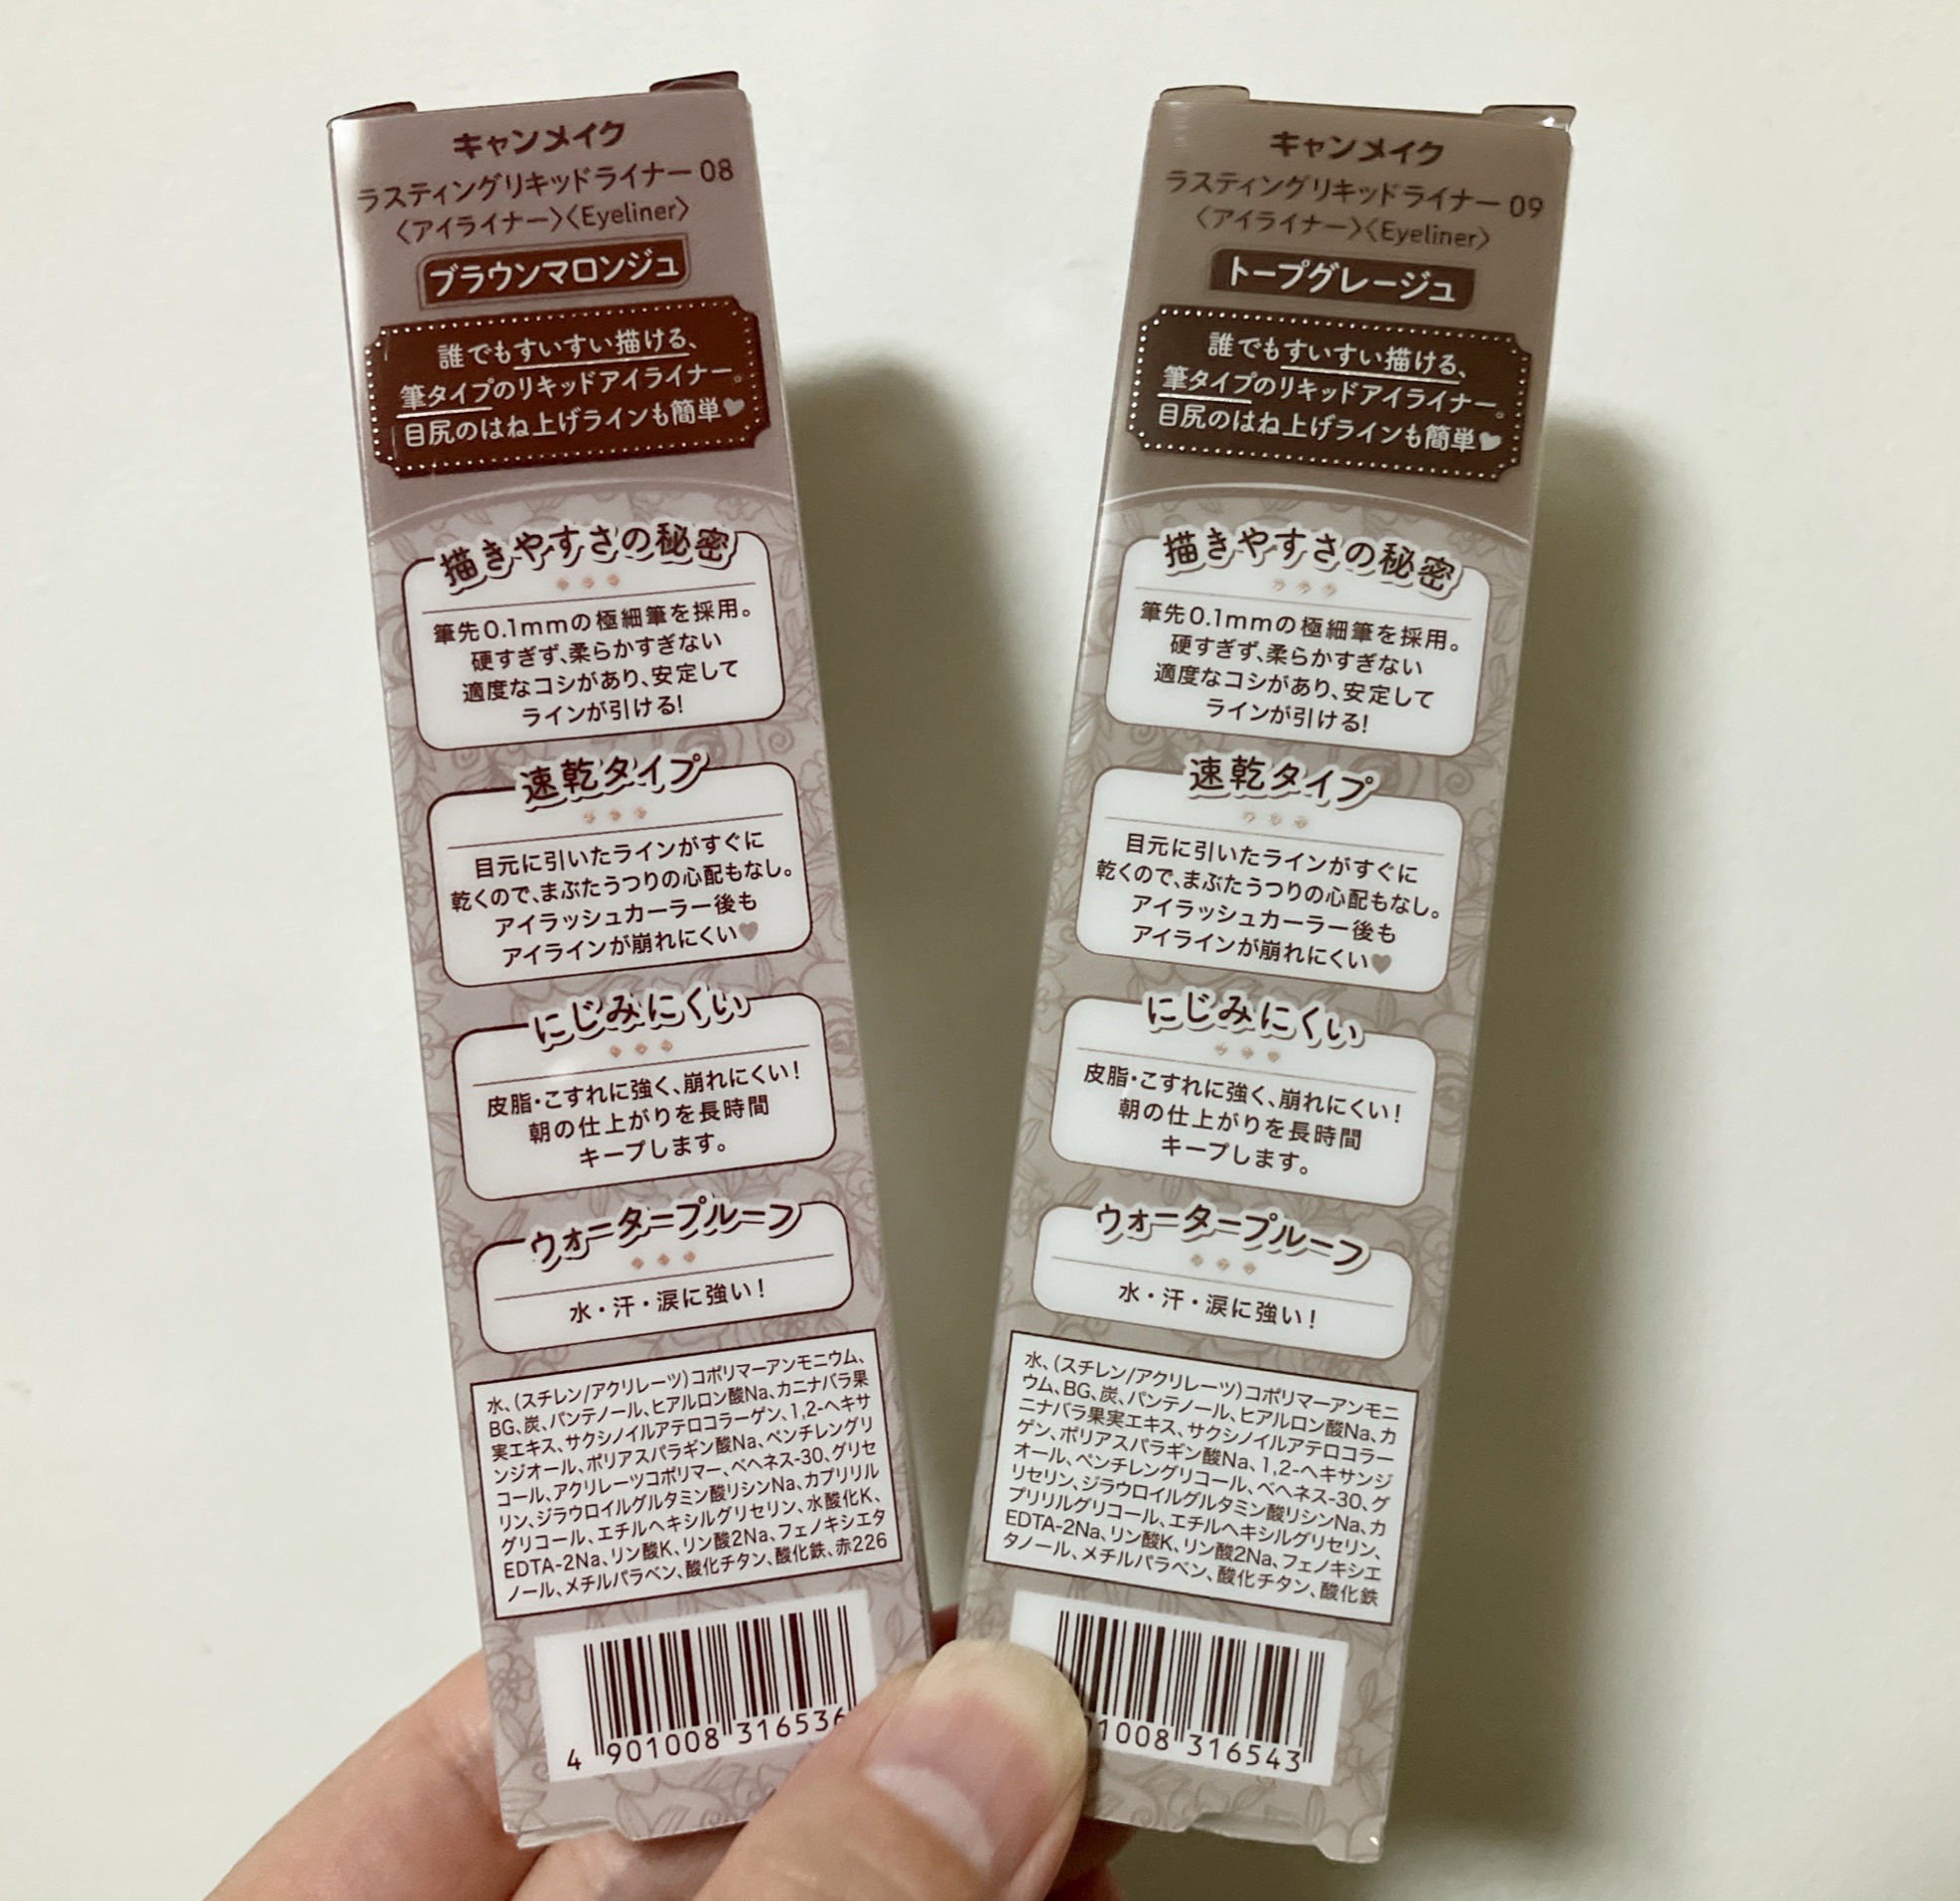 キャンメイク
ラスティングリキッドライナー 08
〈アイライナー〉〈Eyeliner〉
ブラウンマロンジュ
誰でもすいすい描ける、
筆タイプのリキッドアイライナー。
目尻のはね上げラインも簡単♥
描きやすさの秘密
筆先0.1mmの極細筆を採用。
硬すぎず、柔らかすぎない
適度なコシがあり、安定して
ラインが引ける!
速乾タイプ
目元に引いたラインがすぐに
乾くので、まぶたうつりの心配もなし。
アイラッシュカーラー後も
アイラインが崩れにくい♥
にじみにくい
皮脂・こすれに強く、崩れにくい!
朝の仕上がりを長時間
キープします。
ウォータープルーフ
水・汗・涙に強い!
水、(スチレン/アクリレーツ)コポリマーアンモニウム、
BG、炭、パンテノール、ヒアルロン酸Na、カニナバラ果
実エキス、サクシノイルアテロコラーゲン、1,2-ヘキサ
ンジオール、ポリアスパラギン酸Na、ペンチレングリ
コール、アクリレーツコポリマー、ベヘネス-30、グリセ
リン、ジラウロイルグルタミン酸リシンNa、カプリリル
グリコール、エチルヘキシルグリセリン、水酸化K、
EDTA-2Na、リン酸K、リン酸2Na、フェノキシエタ
ノール、メチルパラベン、酸化チタン、酸化鉄、赤226
4 901008 316536
キャンメイク
ラスティングリキッドライナー 09
〈アイライナー〉〈Eyeliner〉
トープグレージュ
誰でもすいすい描ける、
筆タイプのリキッドアイライナー。
目尻のはね上げラインも簡単♥
描きやすさの秘密
筆先0.1mmの極細筆を採用。
硬すぎず、柔らかすぎない
適度なコシがあり、安定して
ラインが引ける!
速乾タイプ
目元に引いたラインがすぐに
乾くので、まぶたうつりの心配もなし。
アイラッシュカーラー後も
アイラインが崩れにくい♥
にじみにくい
皮脂・こすれに強く、崩れにくい!
朝の仕上がりを長時間
キープします。
ウォータープルーフ
水・汗・涙に強い!
水、(スチレン/アクリレーツ)コポリマーアンモニ
ウム、BG、炭、パンテノール、ヒアルロン酸Na、カ
ニナバラ果実エキス、サクシノイルアテロコラー
ゲン、ポリアスパラギン酸Na、1,2-ヘキサンジ
オール、ペンチレングリコール、ベヘネス-30、グ
リセリン、ジラウロイルグルタミン酸リシンNa、カ
プリリルグリコール、エチルヘキシルグリセリン、
EDTA-2Na、リン酸K、リン酸2Na、フェノキシエ
タノール、メチルパラベン、酸化チタン、酸化鉄
1008 316543